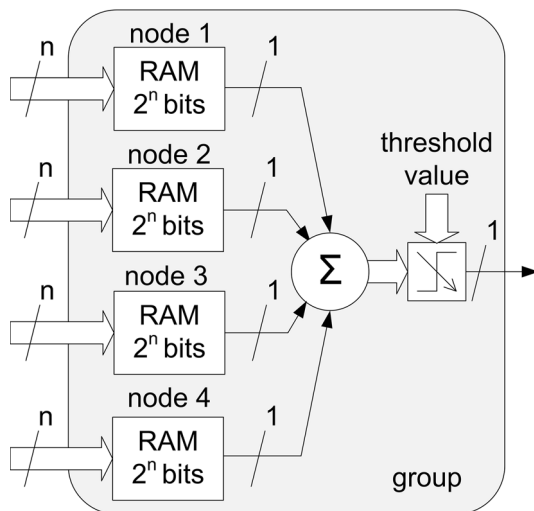 n
node 1
RAM
2ⁿ bits
1
n
node 2
RAM
2ⁿ bits
1
threshold
value
n
node 3
RAM
2ⁿ bits
1
Σ
1
n
node 4
RAM
2ⁿ bits
1
group